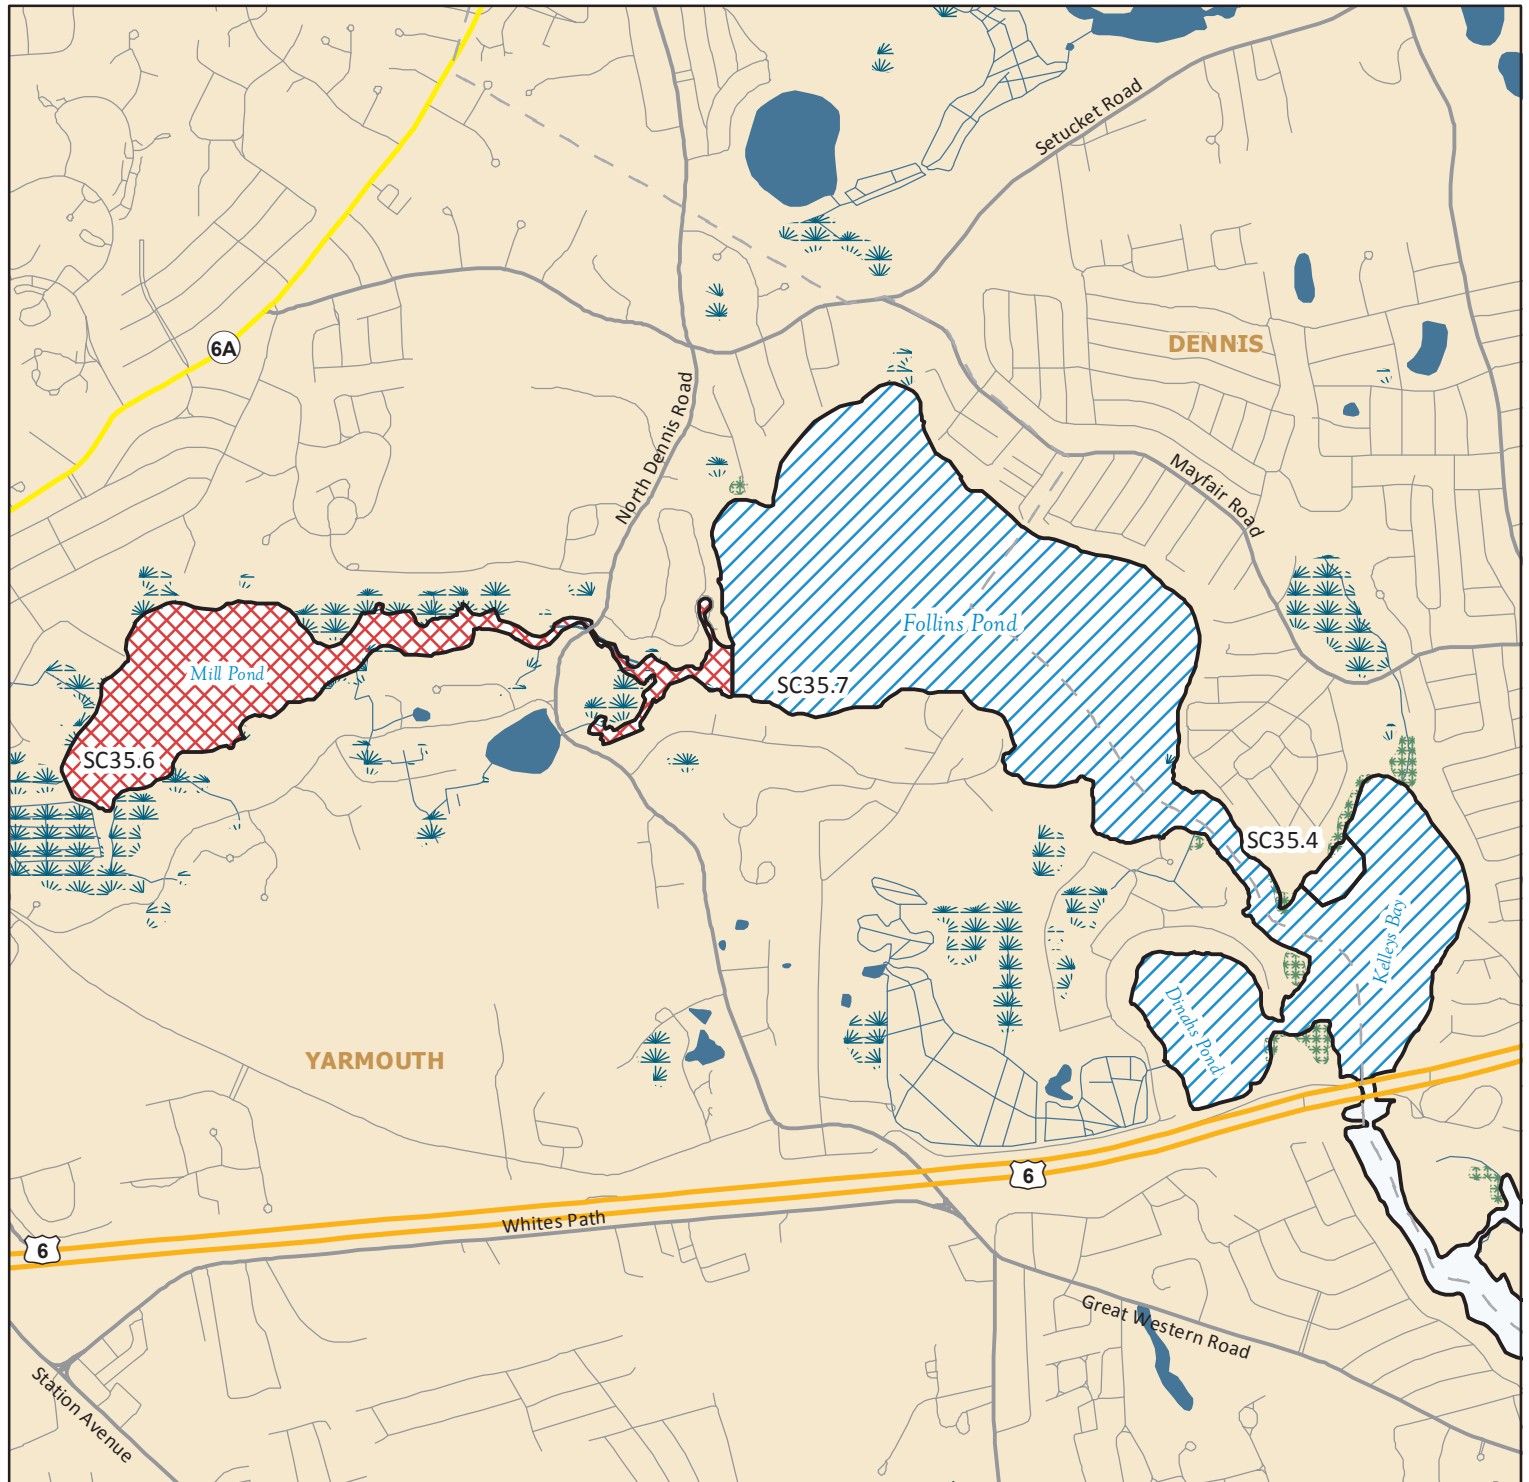 Setucket Road
6A
DENNIS
North Dennis Road
Mayfair Road
Follins Pond
Mill Pond
SC35.7
SC35.6
SC35.4
Kelleys Bay
Dinahs Pond
YARMOUTH
6
Whites Path
6
Great Western Road
Station Avenue